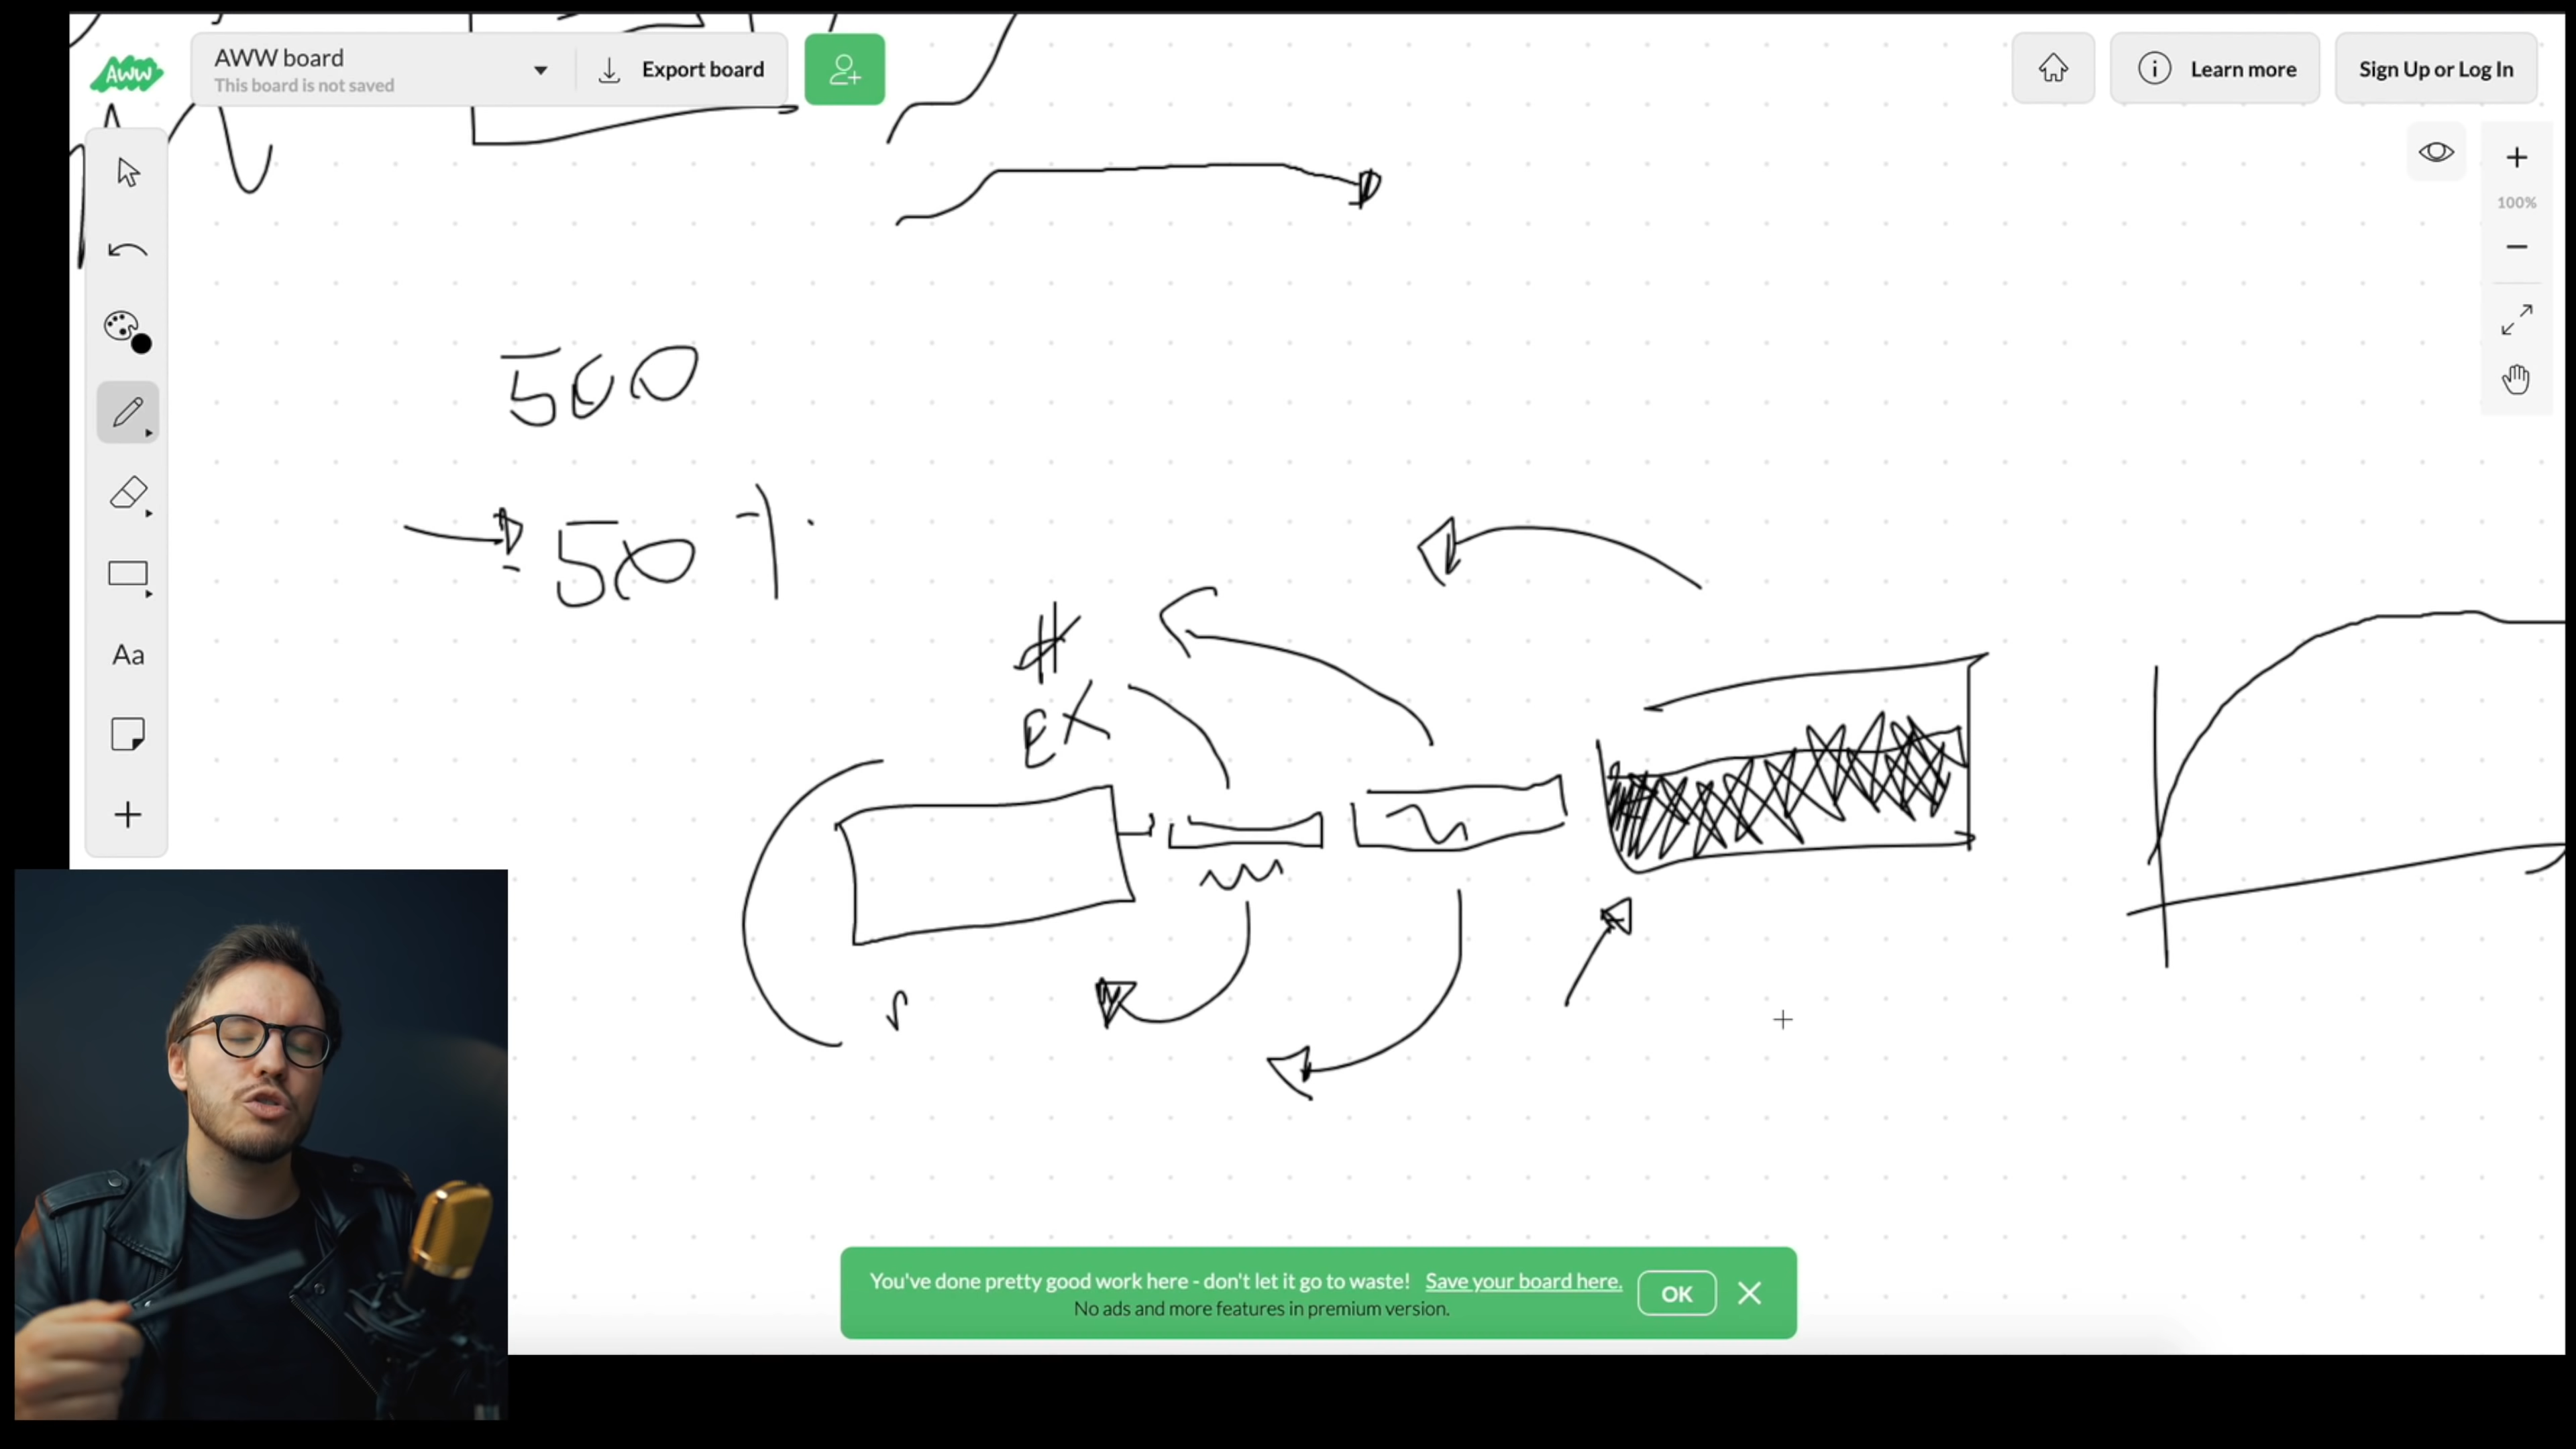 AWW
AWW board
This board is not saved
Export board
Learn more
Sign Up or Log In
100%
Aa
500
50
#
EX
You've done pretty good work here - don't let it go to waste! Save your board here.
No ads and more features in premium version.
OK